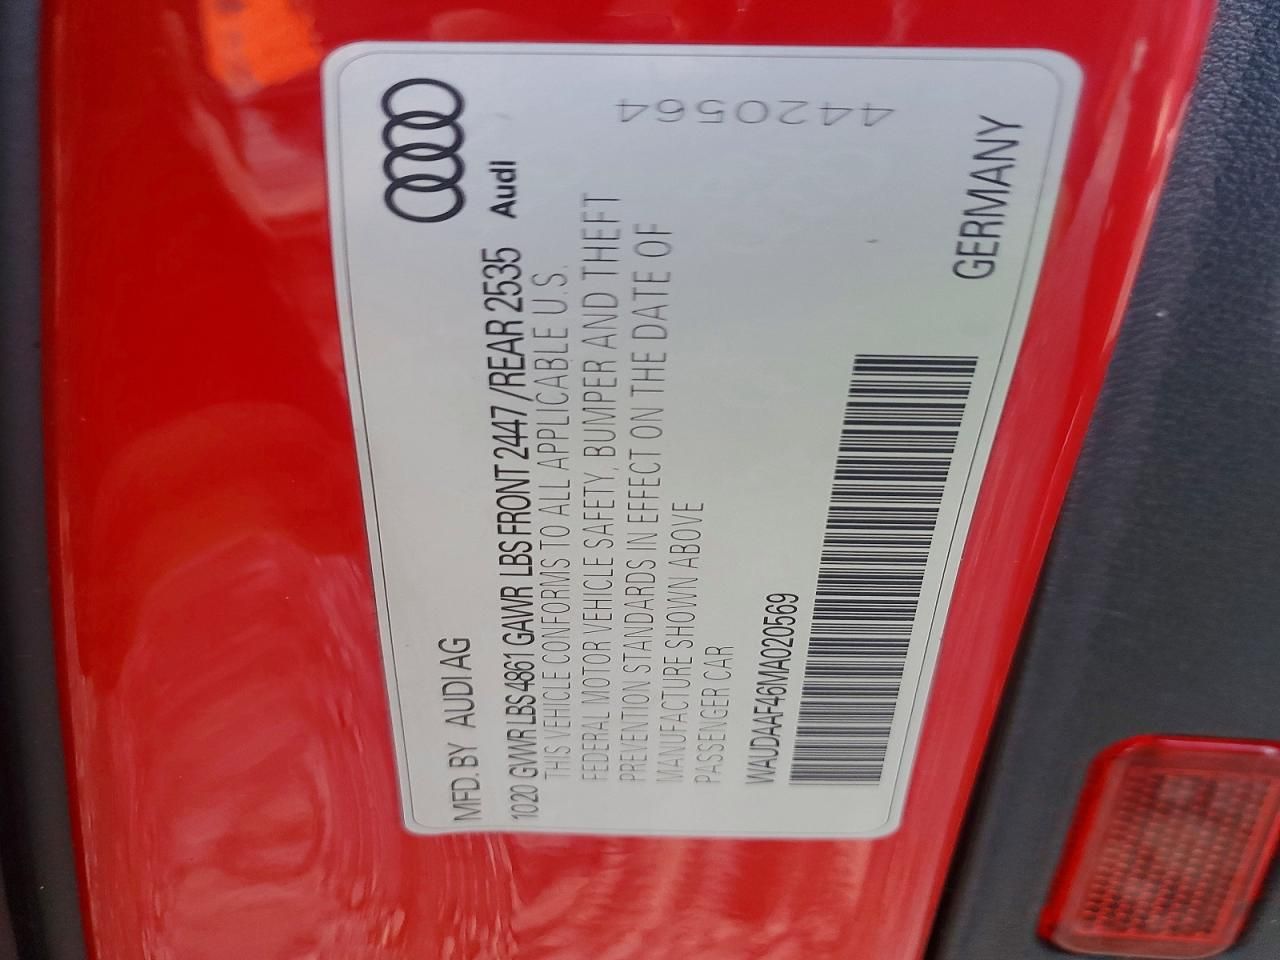 MFD. BY AUDI AG
1020 GVWR LBS 4861 GAWR LBS FRONT 2447 /REAR 2535
Audi
THIS VEHICLE CONFORMS TO ALL APPLICABLE U.S.
FEDERAL MOTOR VEHICLE SAFETY, BUMPER AND THEFT
PREVENTION STANDARDS IN EFFECT ON THE DATE OF
MANUFACTURE SHOWN ABOVE
PASSENGER CAR
4420564
WAUDAAF46MA020569
GERMANY